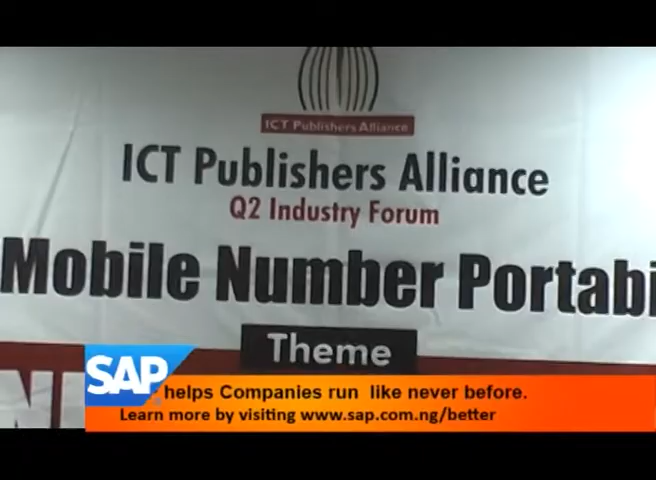 ICT Publishers Alliance
ICT Publishers Alliance
Q2 Industry Forum
Mobile Number Portabi
Theme
SAP helps Companies run like never before.
Learn more by visiting www.sap.com.ng/better